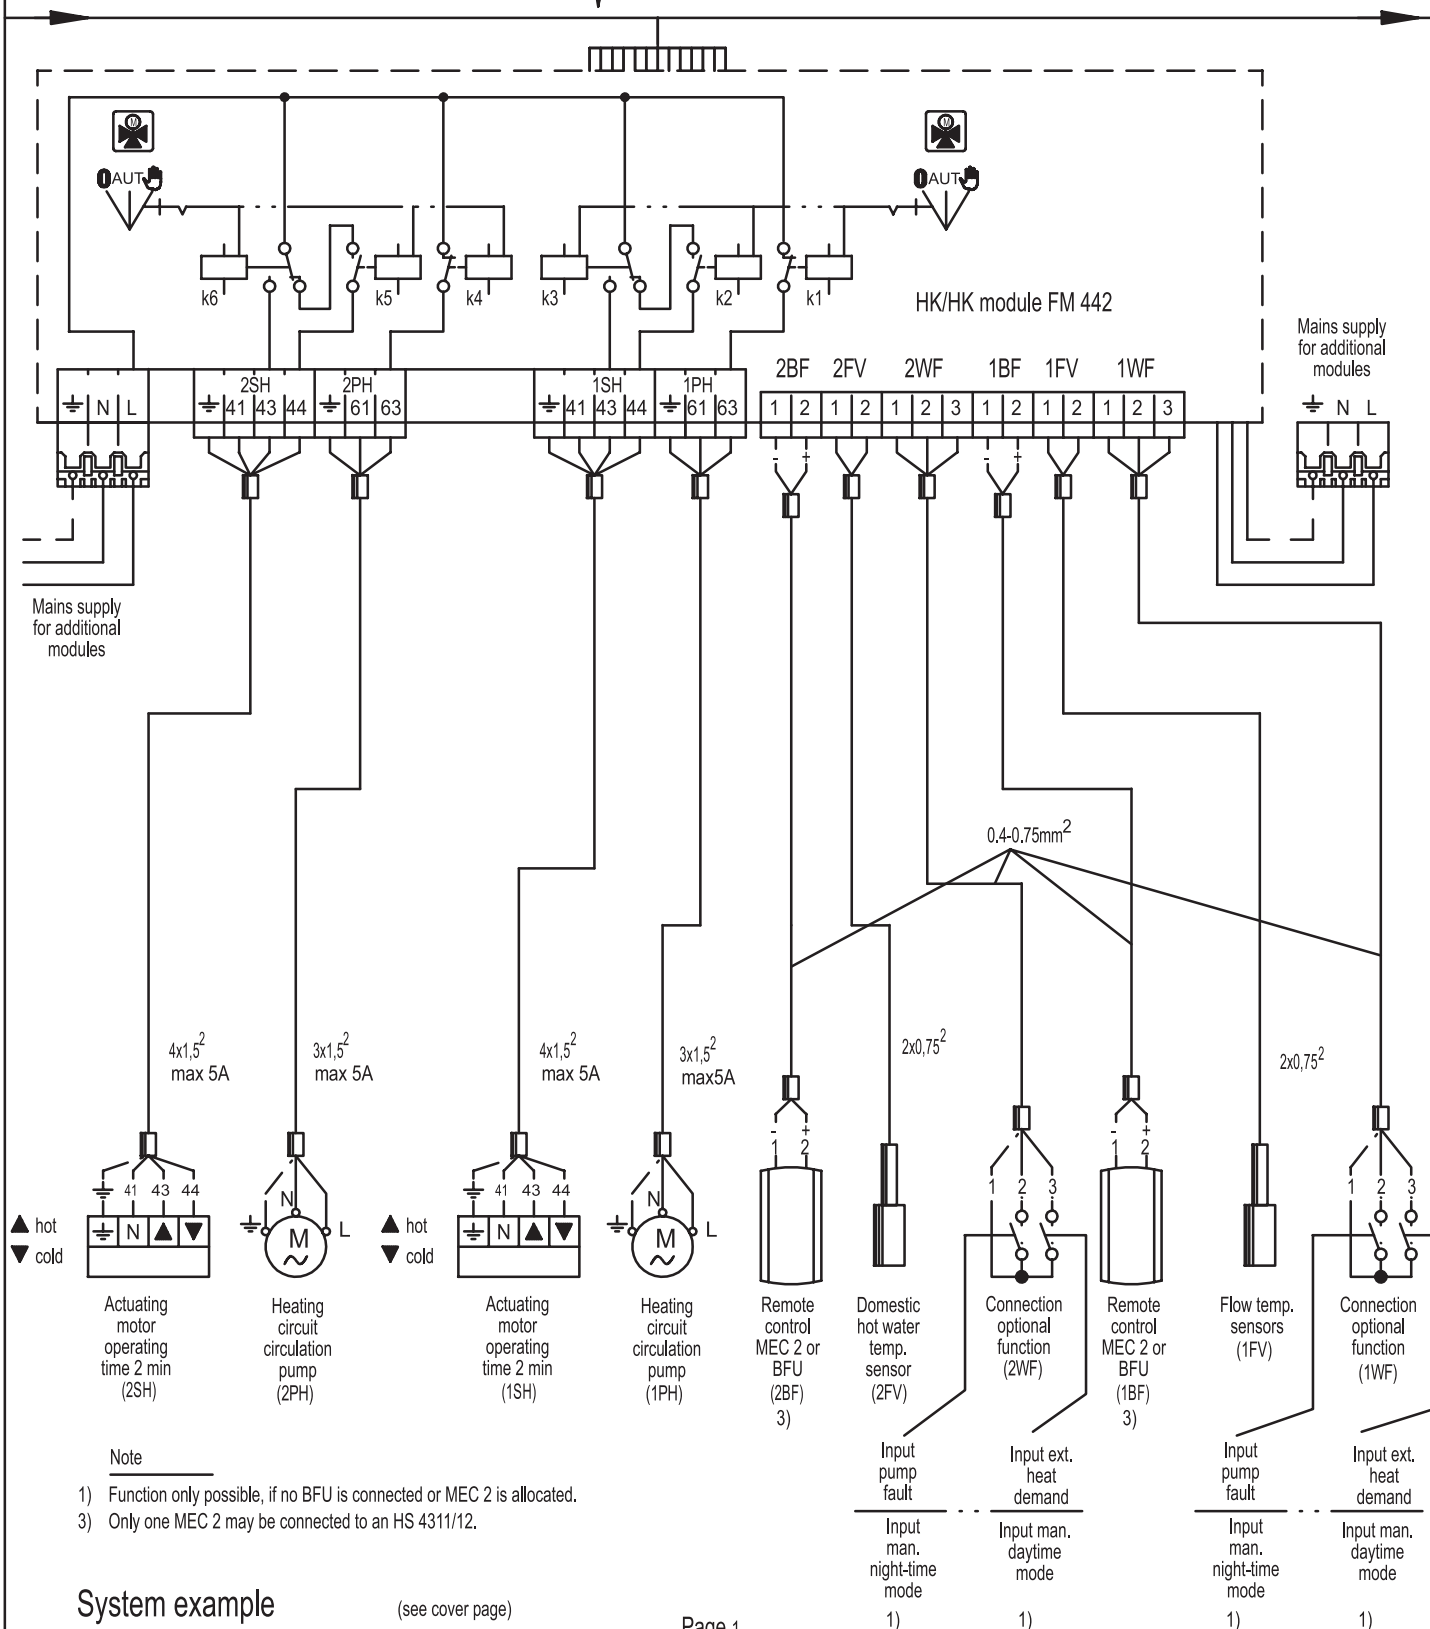 AUT
AUT
k6
k5
k4
k3
k2
k1
HK/HK module FM 442
Mains supply
for additional
modules
N L
2SH
2PH
1SH
1PH
2BF 2FV 2WF 1BF 1FV 1WF
N L
41 43 44
61 63
41 43 44
61 63
1 2 1 2 1 2 3 1 2 1 2 1 2 3
- +
- +
Mains supply
for additional
modules
0.4-0.75mm2
4x1,52
max 5A
3x1,52
max 5A
4x1,52
max 5A
3x1,52
max5A
2x0,752
2x0,752
- +
1 2
- +
1 2
41 43 44
N
hot
cold
N
L
M
41 43 44
N
hot
cold
N
L
M
1 2 3
1 2 3
Actuating
motor
operating
time 2 min
(2SH)
Heating
circuit
circulation
pump
(2PH)
Actuating
motor
operating
time 2 min
(1SH)
Heating
circuit
circulation
pump
(1PH)
Remote
control
MEC 2 or
BFU
(2BF)
3)
Domestic
hot water
temp.
sensor
(2FV)
Connection
optional
function
(2WF)
Remote
control
MEC 2 or
BFU
(1BF)
3)
Flow temp.
sensors
(1FV)
Connection
optional
function
(1WF)
Input
pump
fault
Input
man.
night-time
mode
1)
Input ext.
heat
demand
Input man.
daytime
mode
1)
Input
pump
fault
Input
man.
night-time
mode
1)
Input ext.
heat
demand
Input man.
daytime
mode
1)
Note
1) Function only possible, if no BFU is connected or MEC 2 is allocated.
3) Only one MEC 2 may be connected to an HS 4311/12.
System example (see cover page)
Page 1